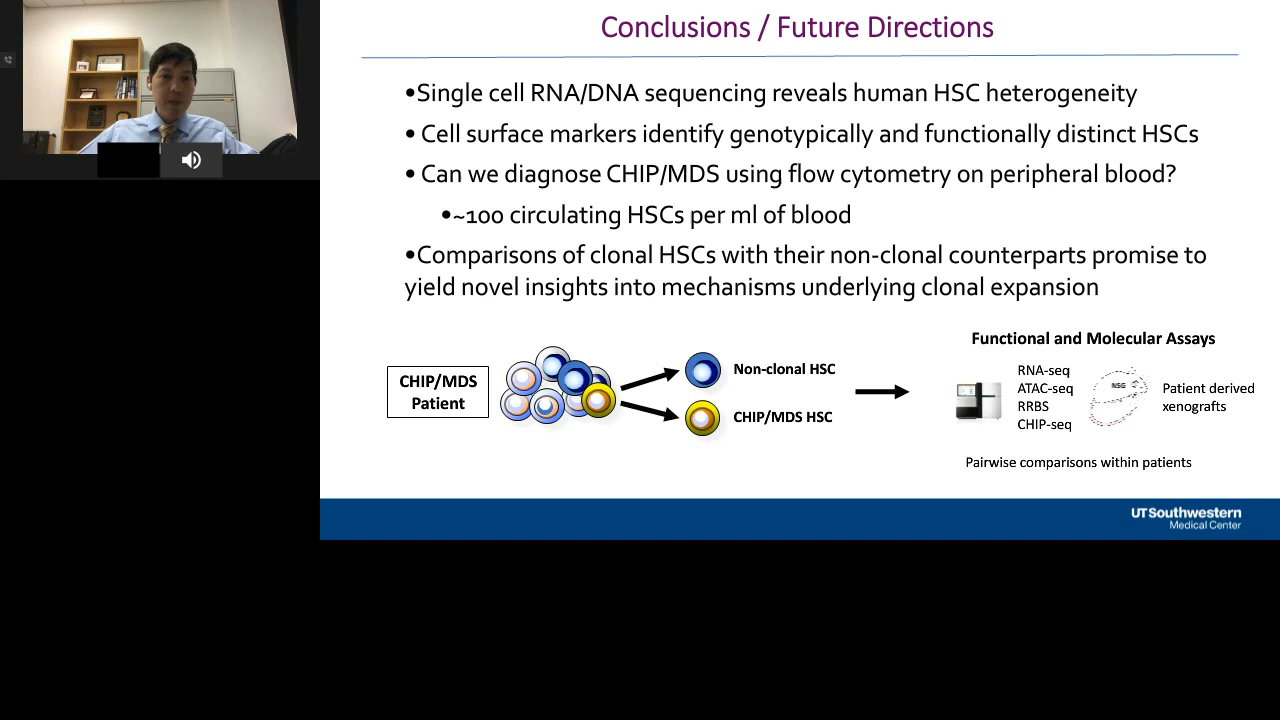 Conclusions / Future Directions
•Single cell RNA/DNA sequencing reveals human HSC heterogeneity
• Cell surface markers identify genotypically and functionally distinct HSCs
• Can we diagnose CHIP/MDS using flow cytometry on peripheral blood?
•~100 circulating HSCs per ml of blood
•Comparisons of clonal HSCs with their non-clonal counterparts promise to
yield novel insights into mechanisms underlying clonal expansion
CHIP/MDS
Patient
Non-clonal HSC
CHIP/MDS HSC
Functional and Molecular Assays
RNA-seq
ATAC-seq
RRBS
CHIP-seq
NSG
Patient derived
xenografts
Pairwise comparisons within patients
UT Southwestern
Medical Center